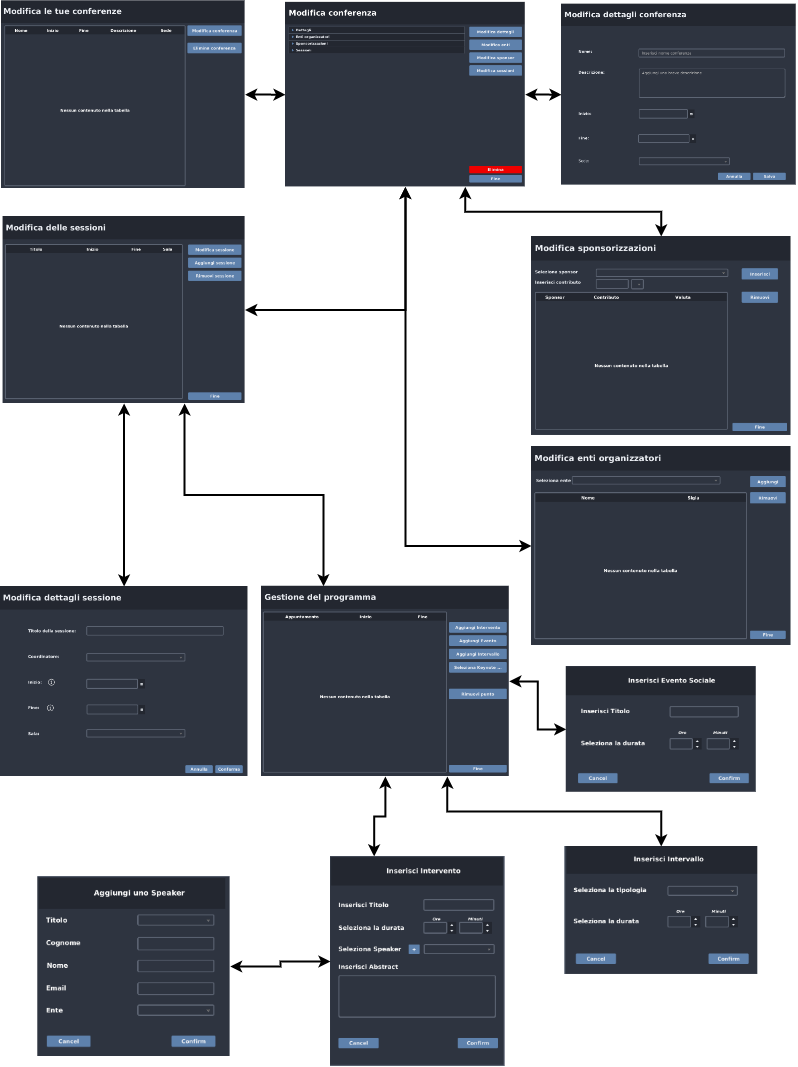 Modifica le tue conferenze
Nome Inizio Fine Descrizione Sede
Modifica conferenza
Elimina conferenza
Nessun contenuto nella tabella
Modifica conferenza
Dettagli
Enti organizzatori
Sponsorizzazioni
Sessioni
Modifica dettagli
Modifica enti
Modifica sponsor
Modifica sessioni
Elimina
Fine
Modifica dettagli conferenza
Nome:
Inserisci nome conferenza
Descrizione:
Aggiungi una breve descrizione
Inizio:
Fine:
Sede:
Annulla Salva
Modifica delle sessioni
Titolo Inizio Fine Sala
Modifica sessione
Aggiungi sessione
Rimuovi sessione
Nessun contenuto nella tabella
Fine
Modifica sponsorizzazioni
Seleziona sponsor
Inserisci
Inserisci contributo
Rimuovi
Sponsor Contributo Valuta
Nessun contenuto nella tabella
Fine
Modifica enti organizzatori
Seleziona ente
Aggiungi
Rimuovi
Nome Sigla
Nessun contenuto nella tabella
Fine
Modifica dettagli sessione
Titolo della sessione:
Coordinatore:
Inizio:
Fine:
Sala:
Annulla Conferma
Gestione del programma
Appuntamento Inizio Fine
Aggiungi Intervento
Aggiungi Evento
Aggiungi Intervallo
Seleziona Keynote ...
Rimuovi punto
Nessun contenuto nella tabella
Fine
Inserisci Evento Sociale
Inserisci Titolo
Ore Minuti
Seleziona la durata
Cancel Confirm
Inserisci Intervallo
Seleziona la tipologia
Ore Minuti
Seleziona la durata
Cancel Confirm
Inserisci Intervento
Inserisci Titolo
Ore Minuti
Seleziona la durata
Seleziona Speaker +
Inserisci Abstract
Cancel Confirm
Aggiungi uno Speaker
Titolo
Cognome
Nome
Email
Ente
Cancel Confirm